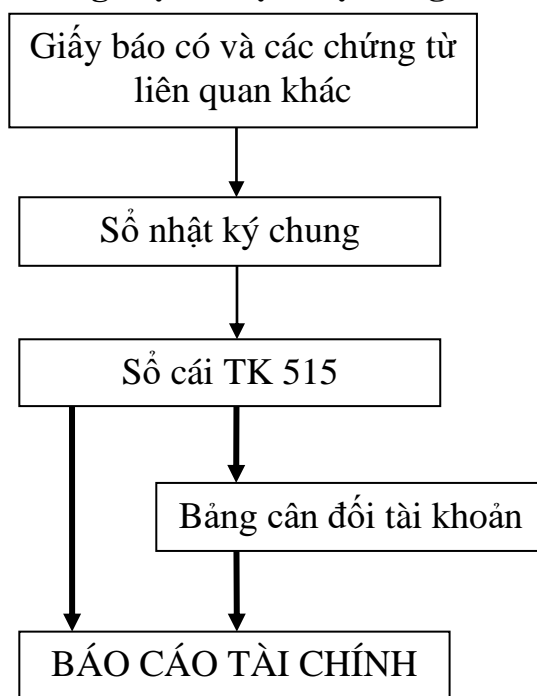 Giấy báo có và các chứng từ
liên quan khác
Sổ nhật ký chung
Sổ cái TK 515
Bảng cân đối tài khoản
BÁO CÁO TÀI CHÍNH